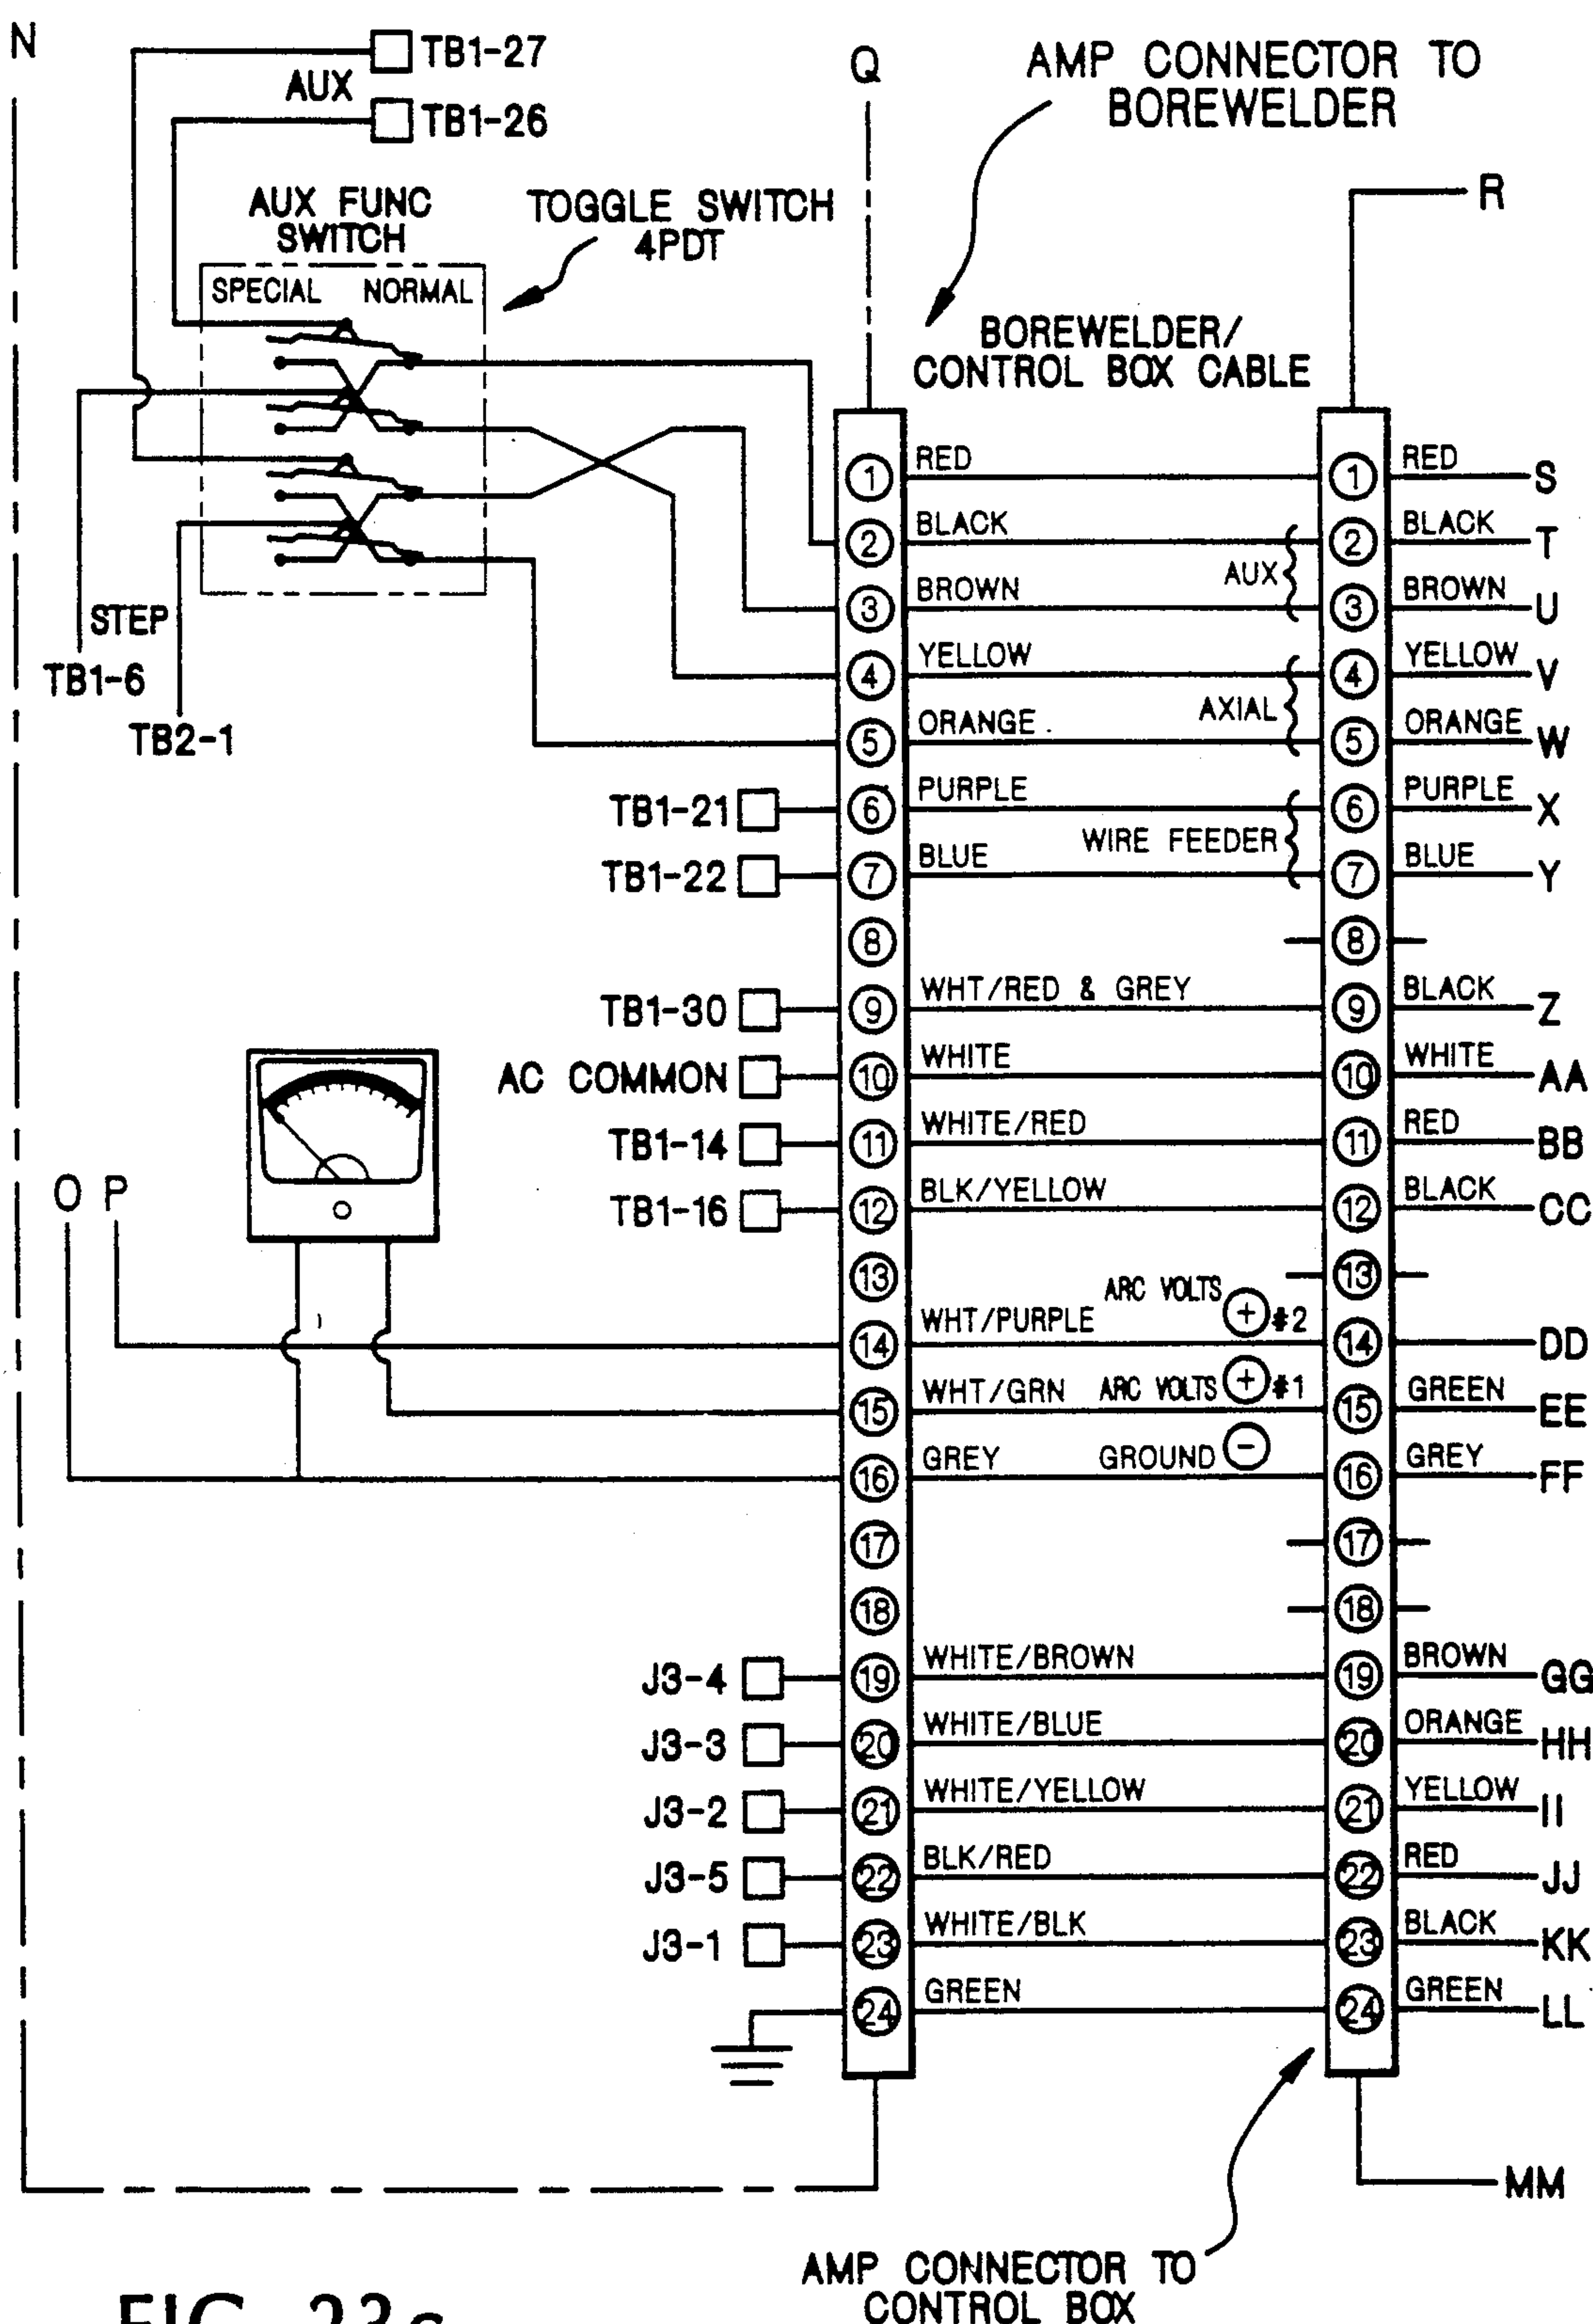 N
TB1-27
AUX
TB1-26
Q
AMP CONNECTOR TO
BOREWELDER
R
AUX FUNC
SWITCH
TOGGLE SWITCH
4PDT
SPECIAL NORMAL
BOREWELDER/
CONTROL BOX CABLE
STEP
TB1-6
TB2-1
1 RED 1 RED S
2 BLACK 2 BLACK T
AUX
3 BROWN 3 BROWN U
4 YELLOW 4 YELLOW V
AXIAL
5 ORANGE 5 ORANGE W
TB1-21 6 PURPLE 6 PURPLE X
WIRE FEEDER
TB1-22 7 BLUE 7 BLUE Y
8 8
TB1-30 9 WHT/RED & GREY 9 BLACK Z
AC COMMON 10 WHITE 10 WHITE AA
TB1-14 11 WHITE/RED 11 RED BB
O P
TB1-16 12 BLK/YELLOW 12 BLACK CC
13 13
14 WHT/PURPLE ARC VOLTS + #2 14 DD
15 WHT/GRN ARC VOLTS + #1 15 GREEN EE
16 GREY GROUND - 16 GREY FF
17 17
18 18
J3-4 19 WHITE/BROWN 19 BROWN GG
J3-3 20 WHITE/BLUE 20 ORANGE HH
J3-2 21 WHITE/YELLOW 21 YELLOW II
J3-5 22 BLK/RED 22 RED JJ
J3-1 23 WHITE/BLK 23 BLACK KK
24 GREEN 24 GREEN LL
MM
AMP CONNECTOR TO
CONTROL BOX
FIG. 23c